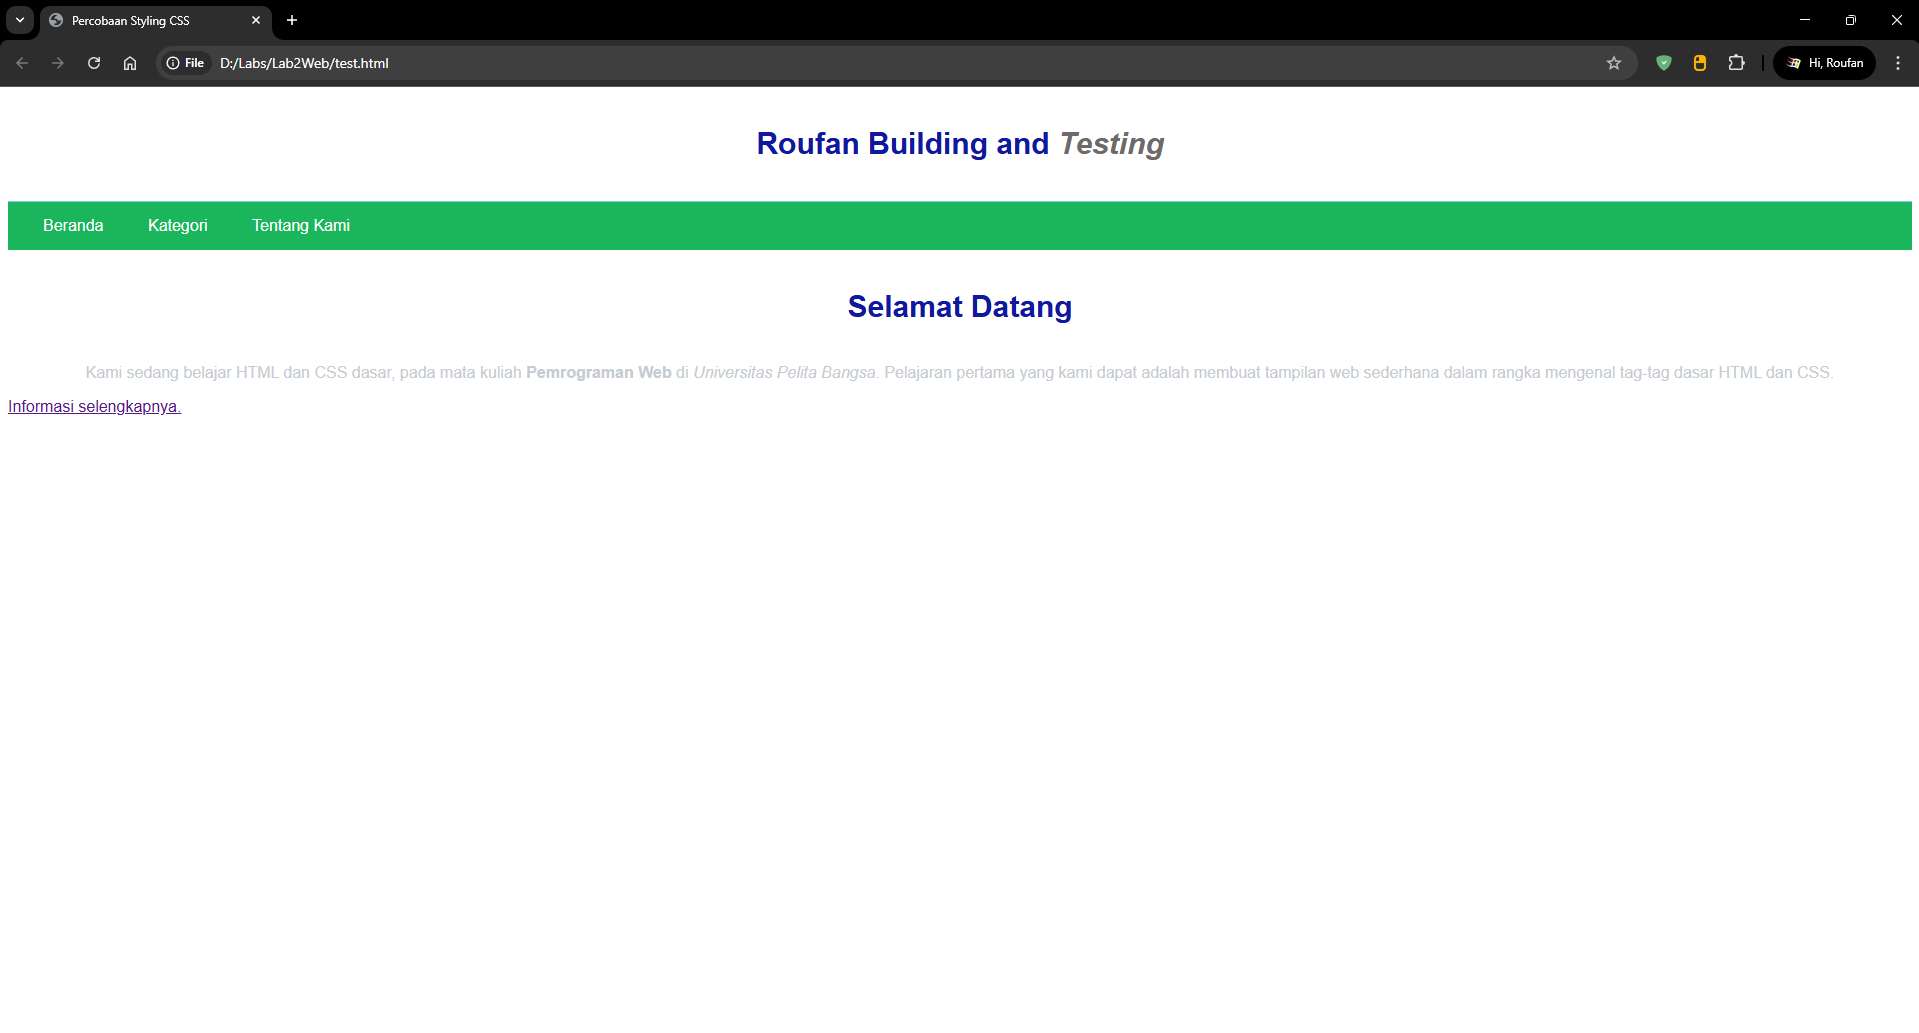 Percobaan Styling CSS
File D:/Labs/Lab2Web/test.html Hi, Roufan
Roufan Building and Testing
Beranda Kategori Tentang Kami
Selamat Datang
Kami sedang belajar HTML dan CSS dasar, pada mata kuliah Pemrograman Web di Universitas Pelita Bangsa. Pelajaran pertama yang kami dapat adalah membuat tampilan web sederhana dalam rangka mengenal tag-tag dasar HTML dan CSS.
Informasi selengkapnya.